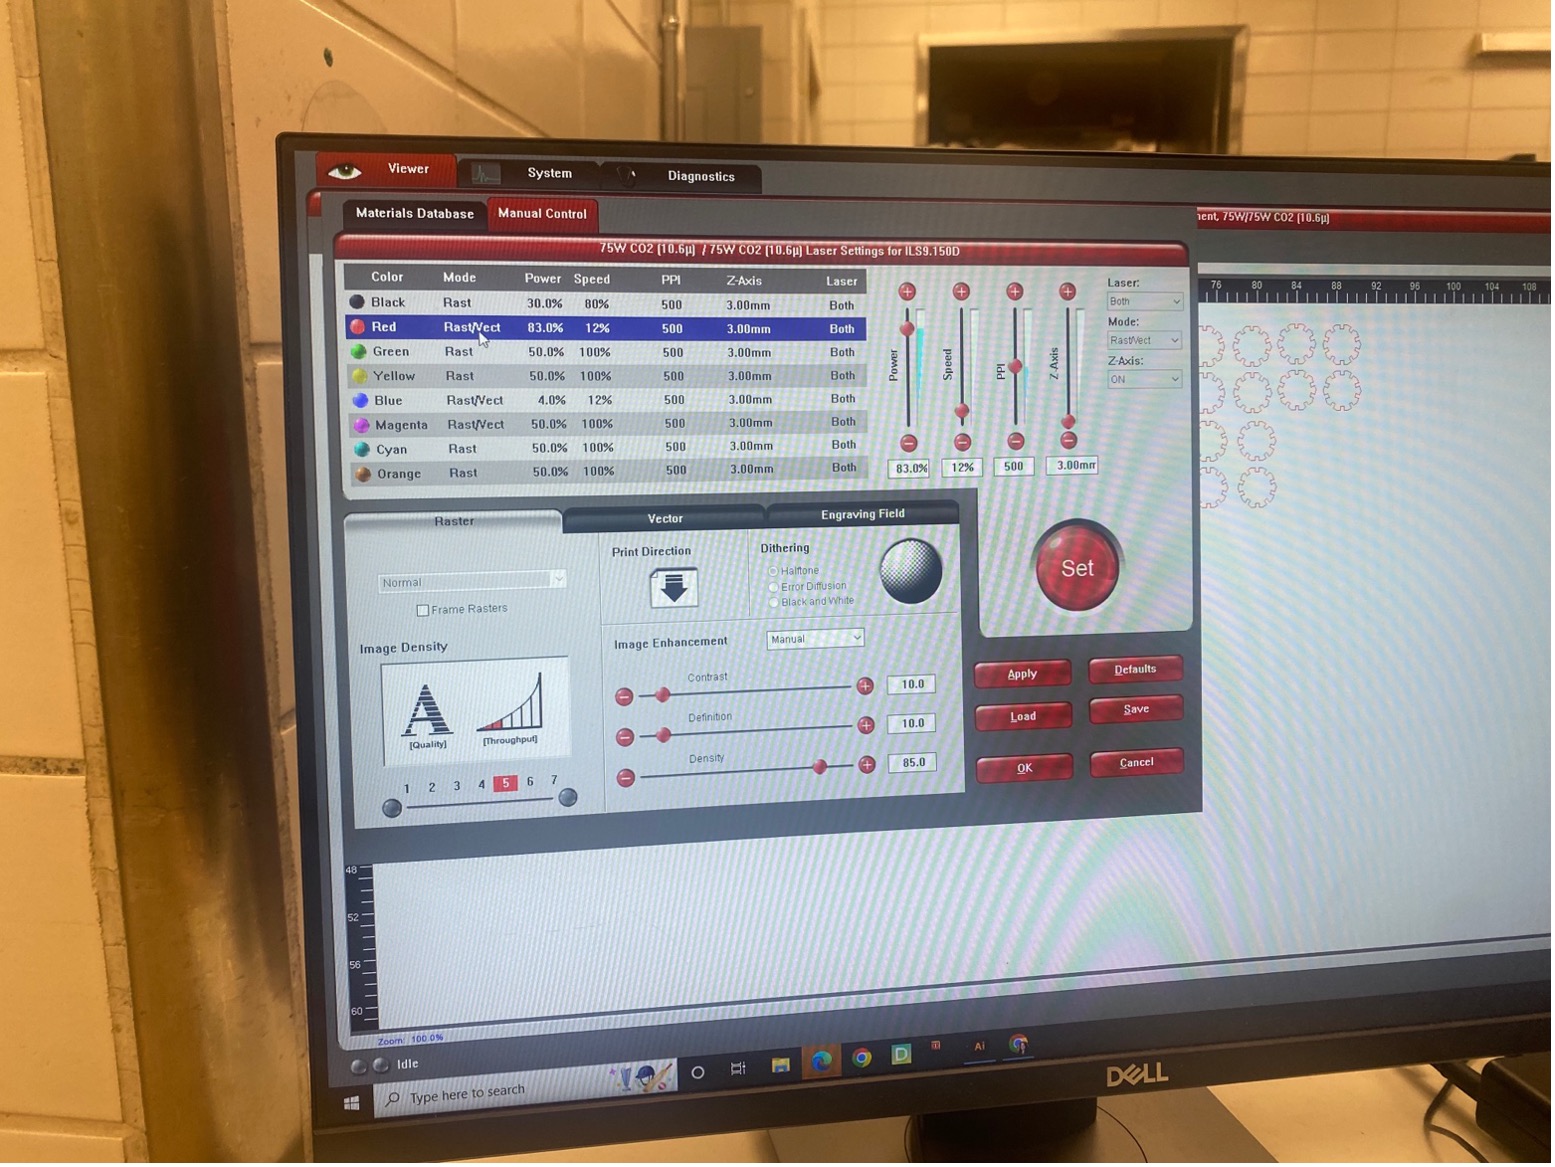 Viewer System Diagnostics
Materials Database Manual Control
75W CO2 (10.6µ) / 75W CO2 (10.6µ) Laser Settings for ILS9.150D
75W/75W CO2 (10.6µ)
Color Mode Power Speed PPI Z-Axis Laser
Black Rast 30.0% 80% 500 3.00mm Both
Red Rast/Vect 83.0% 12% 500 3.00mm Both
Green Rast 50.0% 100% 500 3.00mm Both
Yellow Rast 50.0% 100% 500 3.00mm Both
Blue Rast/Vect 4.0% 12% 500 3.00mm Both
Magenta Rast/Vect 50.0% 100% 500 3.00mm Both
Cyan Rast 50.0% 100% 500 3.00mm Both
Orange Rast 50.0% 100% 500 3.00mm Both
Power Speed PPI Z-Axis
83.0% 12% 500 3.00mm
Laser:
Both
Mode:
Rast/Vect
Z-Axis:
ON
76 80 84 88 92 96 100 104 108
Raster Vector Engraving Field
Normal
Frame Rasters
Image Density
[Quality] [Throughput]
1 2 3 4 5 6 7
Print Direction
Dithering
Halftone
Error Diffusion
Black and White
Image Enhancement Manual
Contrast 10.0
Definition 10.0
Density 85.0
Set
Apply Defaults
Load Save
OK Cancel
48
52
56
60
Zoom: 100.0%
Idle
Type here to search
D
Ai
DELL